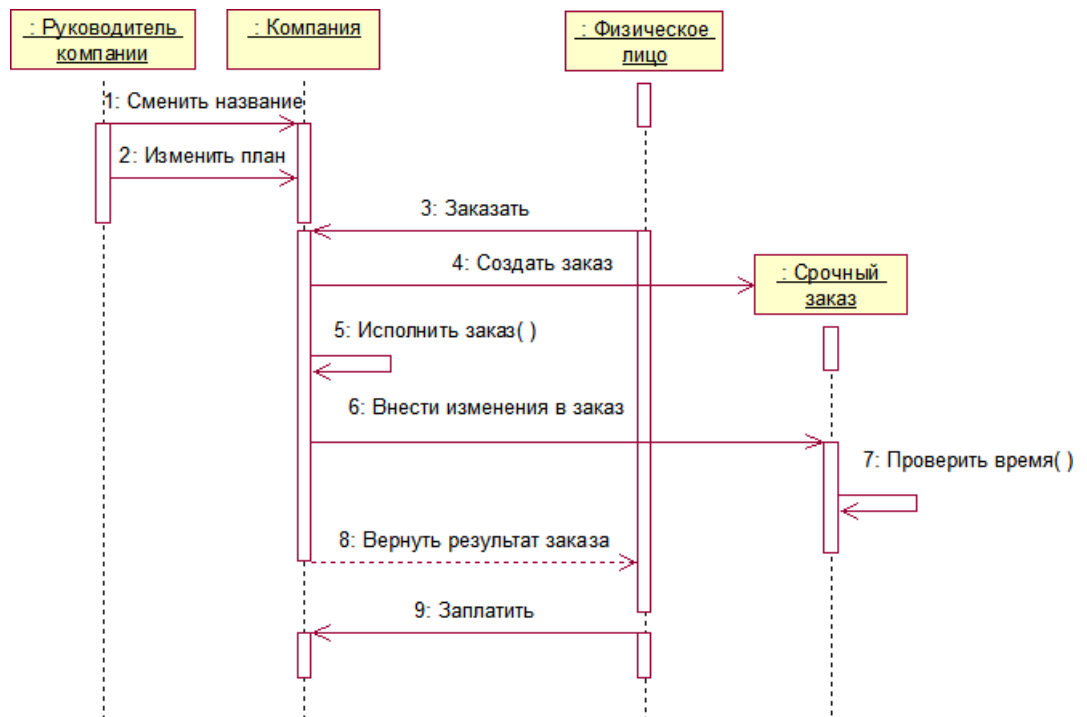 : Руководитель
компании
: Компания
: Физическое
лицо
1: Сменить название
2: Изменить план
3: Заказать
4: Создать заказ
: Срочный
заказ
5: Исполнить заказ( )
6: Внести изменения в заказ
7: Проверить время( )
8: Вернуть результат заказа
9: Заплатить